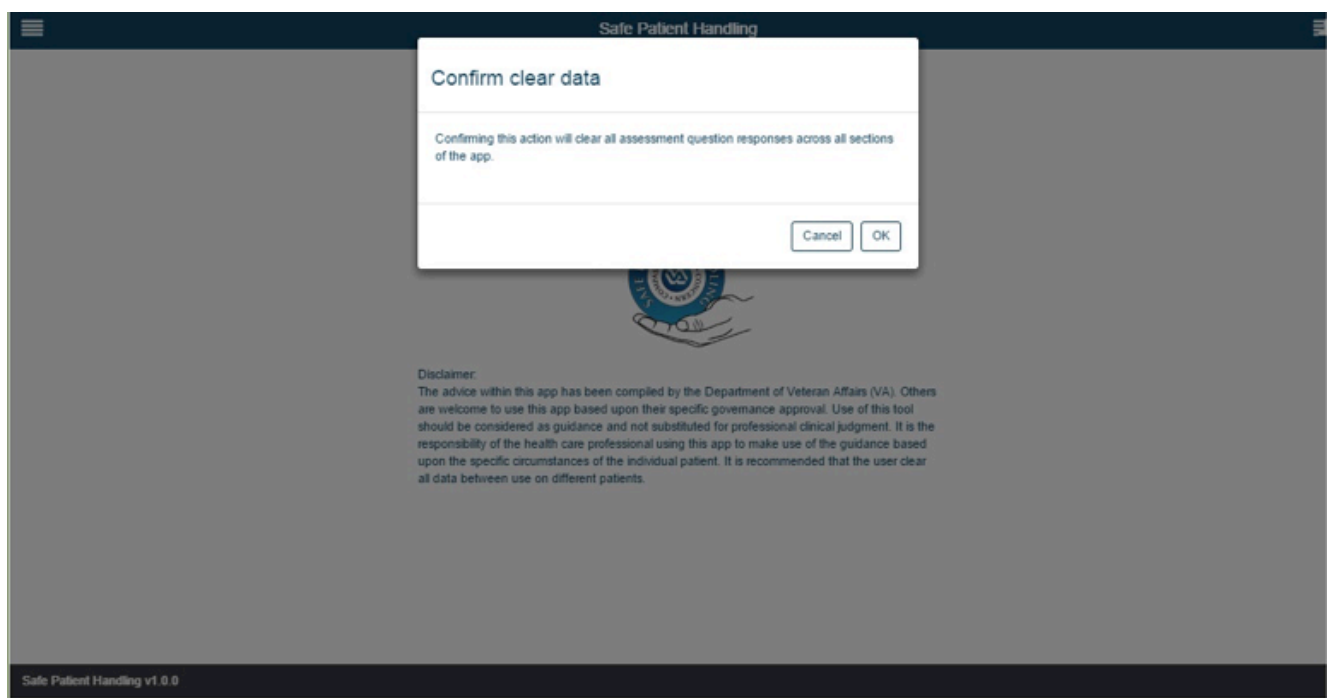 Safe Patient Handling
Confirm clear data
Confirming this action will clear all assessment question responses across all sections
of the app.
Cancel
OK
Disclaimer:
The advice within this app has been compiled by the Department of Veteran Affairs (VA). Others
are welcome to use this app based upon their specific governance approval. Use of this tool
should be considered as guidance and not substituted for professional clinical judgment. It is the
responsibility of the health care professional using this app to make use of the guidance based
upon the specific circumstances of the individual patient. It is recommended that the user clear
all data between use on different patients.
Safe Patient Handling v1.0.0